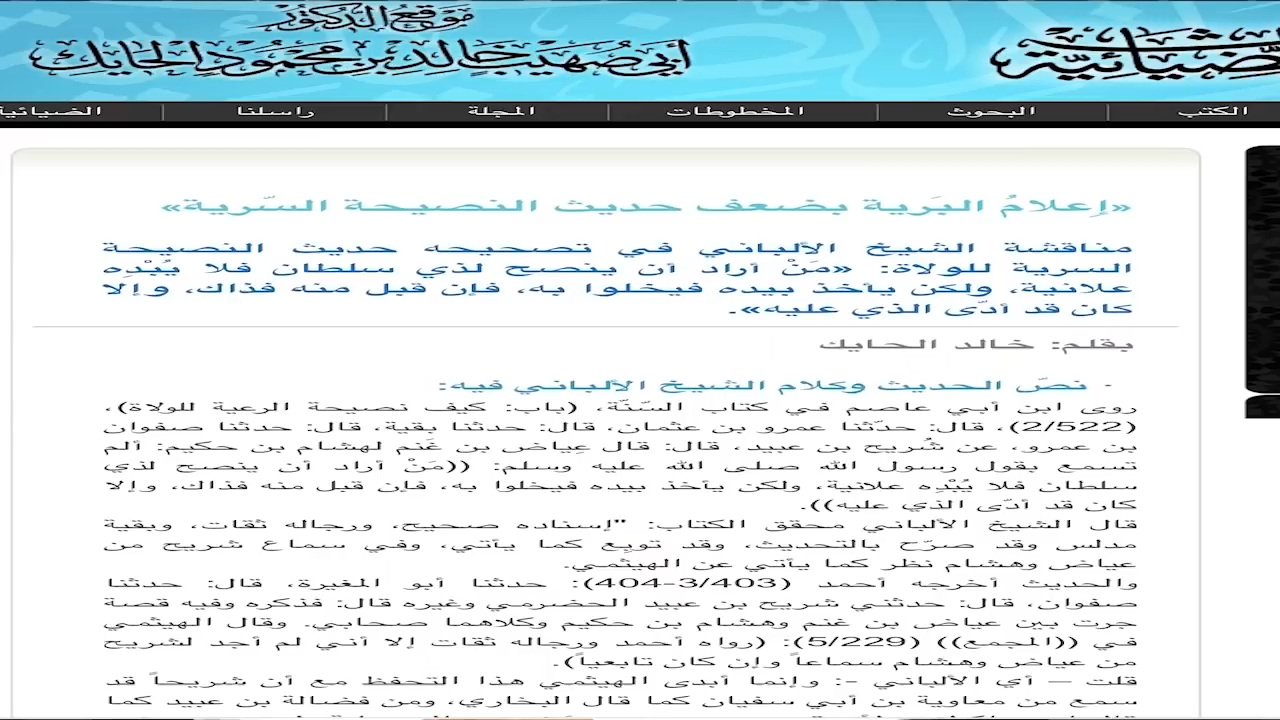 موقع الدكتور
أبي صهيب خالد بن محمود الحايك
الكتب
البحوث
المخطوطات
المجلة
راسلنا
الضيائية
«إعلامُ البَرية بضعف حديث النصيحة السّرية»
مناقشة الشيخ الألباني في تصحيحه حديث النصيحة
السرية للولاة: «مَنْ أراد أن ينصح لذي سلطان فلا يُبْدِه
علانية، ولكن يأخذ بيده فيخلوا به، فإن قبل منه فذاك، وإلا
كان قد أدّى الذي عليه».
بقلم: خالد الحايك
· نصّ الحديث وكلام الشيخ الألباني فيه:
روى ابن أبي عاصم في كتاب السّنّة، (باب: كيف نصيحة الرعية للولاة)،
(2/522)، قال: حدّثنا عمرو بن عثمان، قال: حدثنا بقية، قال: حدثنا صفوان
بن عمرو، عن شُريح بن عبيد، قال: قال عِياض بن غَنم لهشام بن حكيم: ألم
تسمع بقول رسول الله صلى الله عليه وسلم: ((مَنْ أراد أن ينصح لذي
سلطان فلا يُبْدِه علانية، ولكن يأخذ بيده فيخلوا به، فإن قبل منه فذاك، وإلا
كان قد أدّى الذي عليه)).
قال الشيخ الألباني محقق الكتاب: "إسناده صحيح، ورجاله ثقات، وبقية
مدلس وقد صرّح بالتحديث، وقد توبع كما يأتي، وفي سماع شريح من
عياض وهشام نظر كما يأتي عن الهيثمي.
والحديث أخرجه أحمد (3/403-404): حدثنا أبو المغيرة، قال: حدثنا
صفوان، قال: حدثني شريح بن عبيد الحضرمي وغيره قال: فذكره وفيه قصة
جرت بين عياض بن غنم وهشام بن حكيم وكلاهما صحابي. وقال الهيثمي
في ((المجمع)) (5/229): (رواه أحمد ورجاله ثقات إلا أني لم أجد لشريح
من عياض وهشام سماعاً وإن كان تابعياً).
قلت – أي الألباني -: وإنما أبدى الهيثمي هذا التحفظ مع أن شريحاً قد
سمع من معاوية بن أبي سفيان كما قال البخاري، ومن فضالة بن عبيد كما